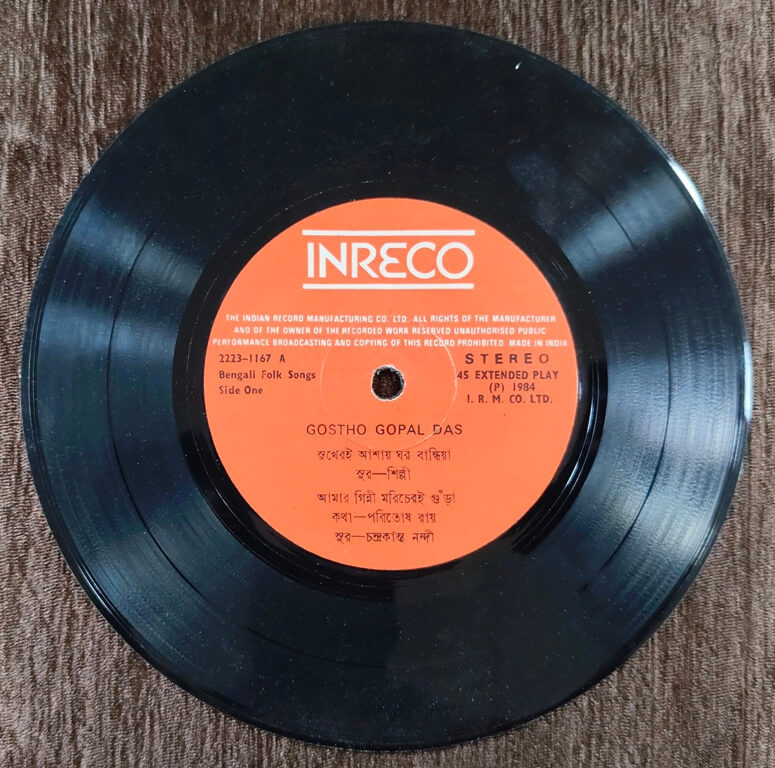 INRECO
THE INDIAN RECORD MANUFACTURING CO. LTD. ALL RIGHTS OF THE MANUFACTURER
AND OF THE OWNER OF THE RECORDED WORK RESERVED UNAUTHORISED PUBLIC
PERFORMANCE BROADCASTING AND COPYING OF THIS RECORD PROHIBITED MADE IN INDIA
2223-1167 A
Bengali Folk Songs
Side One
STEREO
45 EXTENDED PLAY
(P) 1984
I. R. M. CO. LTD.
GOSTHO GOPAL DAS
সুখেরই আশায় ঘর বান্ধিয়া
সুর—শিল্পী
আমার গিন্নী মরিচেরই গুঁড়া
কথা—পরিতোষ রায়
সুর—চন্দ্রকান্ত নন্দী